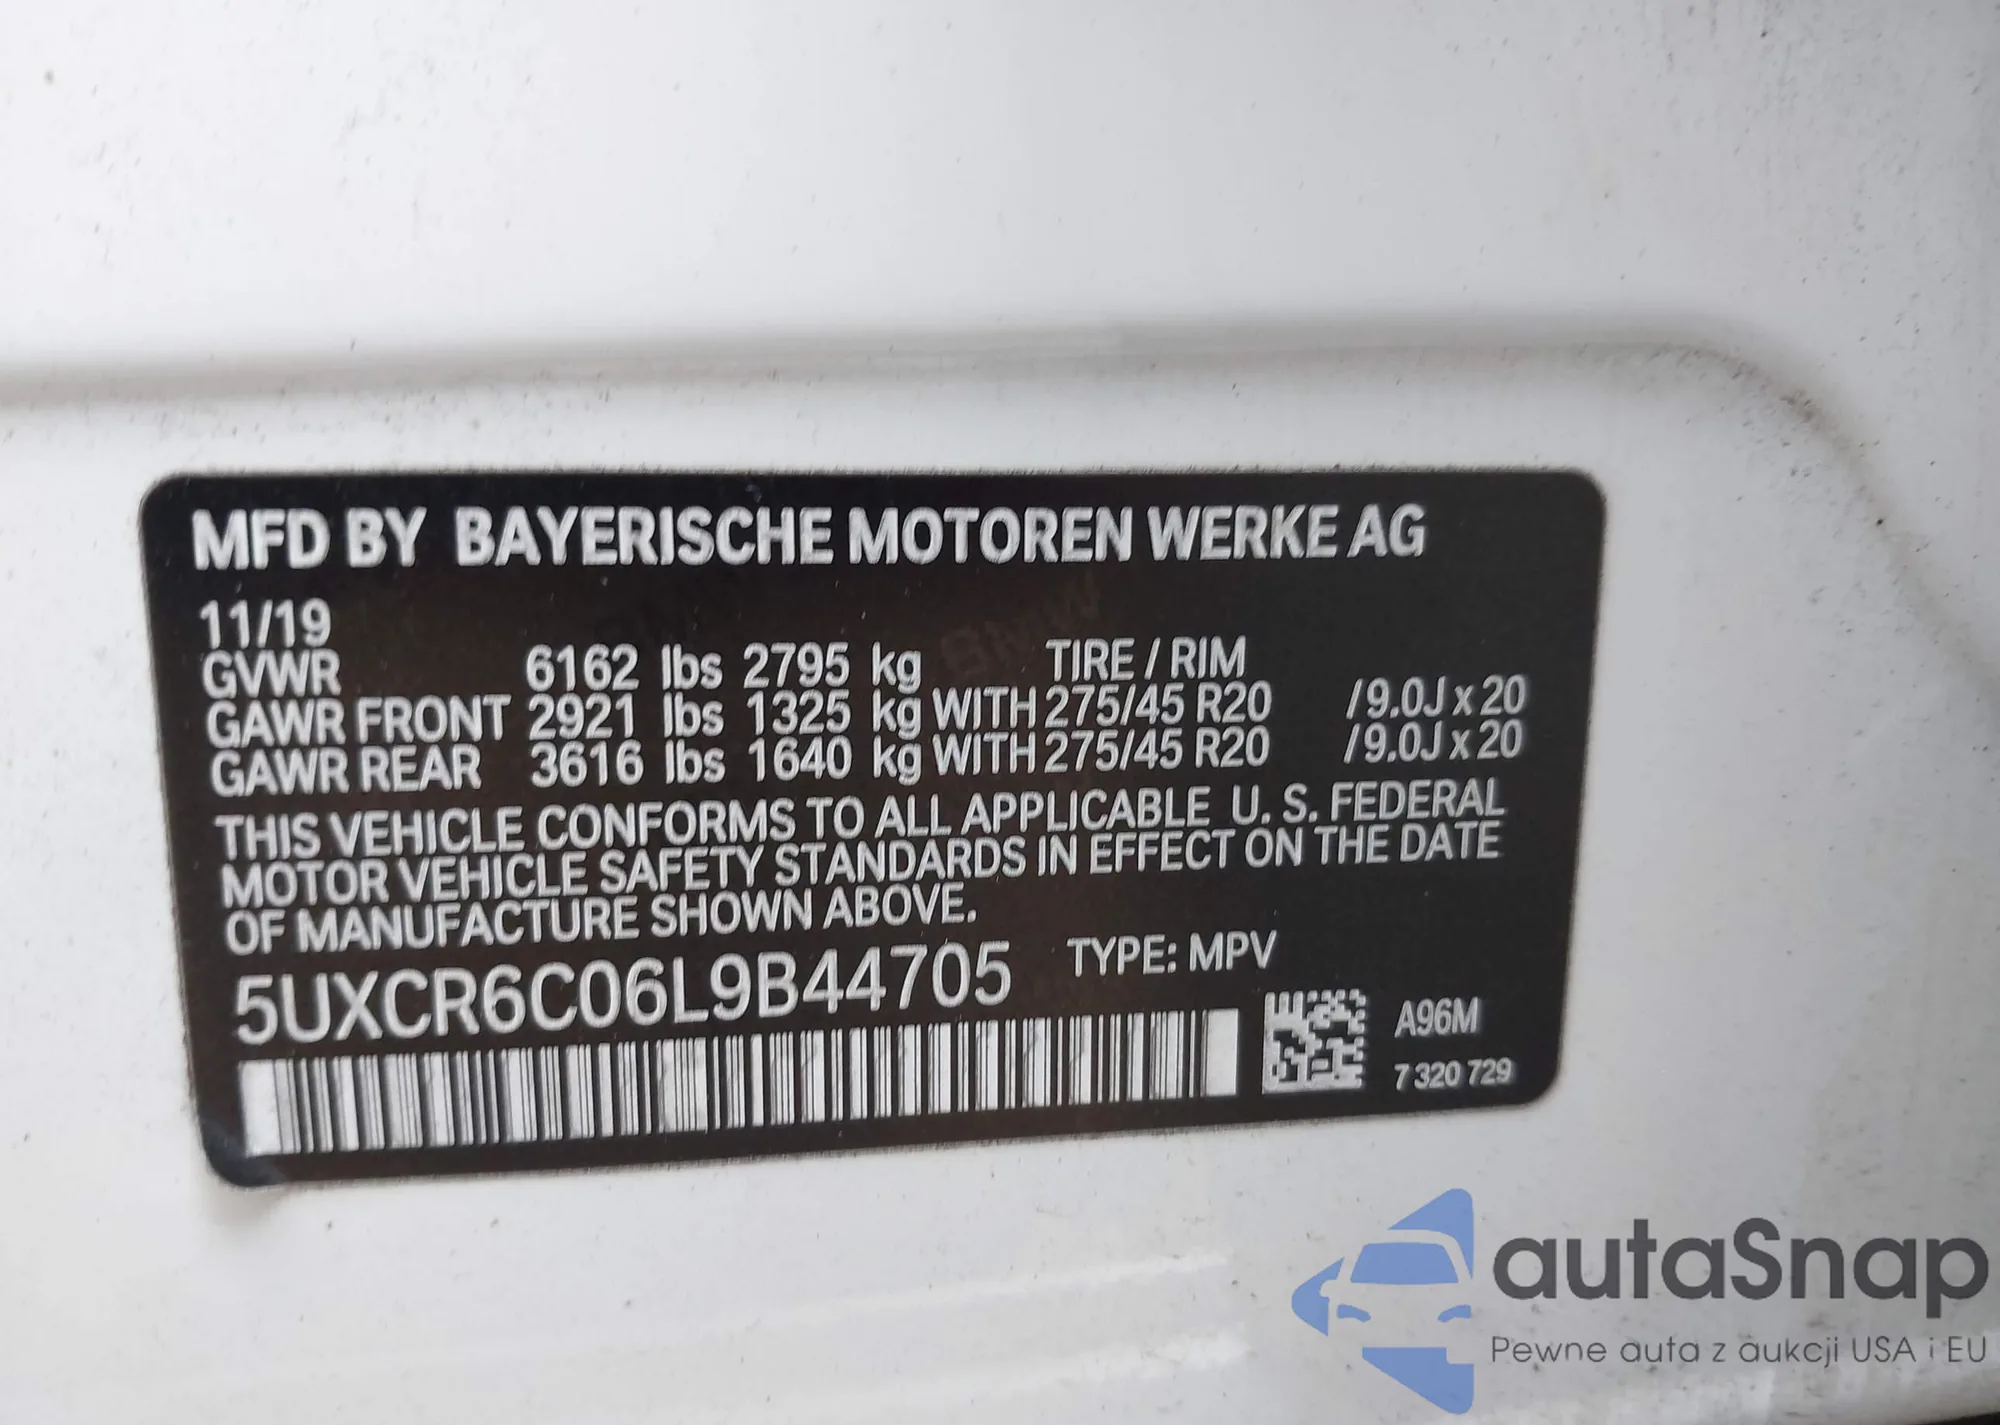 MFD BY BAYERISCHE MOTOREN WERKE AG
11/19
GVWR 6162 lbs 2795 kg TIRE / RIM
GAWR FRONT 2921 lbs 1325 kg WITH 275/45 R20 /9.0J x 20
GAWR REAR 3616 lbs 1640 kg WITH 275/45 R20 /9.0J x 20
THIS VEHICLE CONFORMS TO ALL APPLICABLE U. S. FEDERAL
MOTOR VEHICLE SAFETY STANDARDS IN EFFECT ON THE DATE
OF MANUFACTURE SHOWN ABOVE.
5UXCR6C06L9B44705 TYPE: MPV
A96M
7 320 729
autaSnap
Pewne auta z aukcji USA i EU